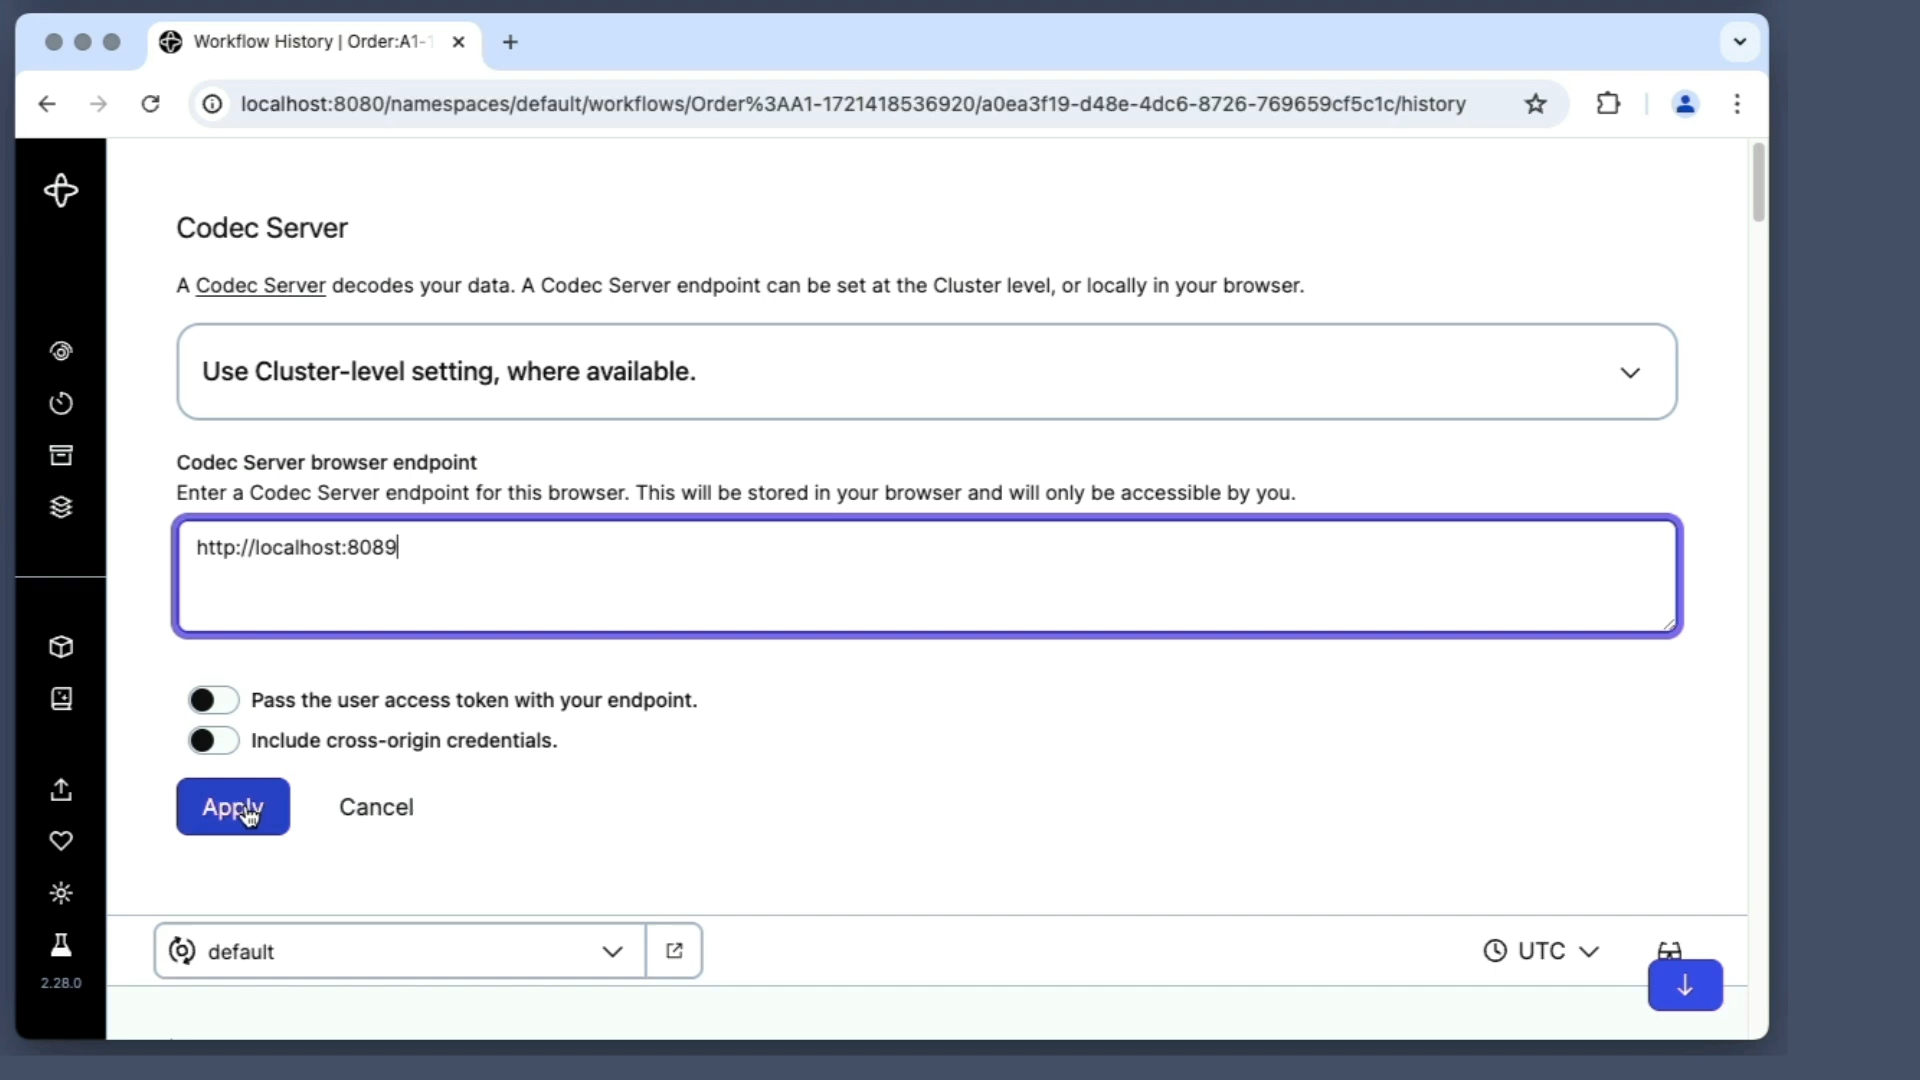 Workflow History | Order:A1-1
localhost:8080/namespaces/default/workflows/Order%3AA1-1721418536920/a0ea3f19-d48e-4dc6-8726-769659cf5c1c/history
Codec Server
A Codec Server decodes your data. A Codec Server endpoint can be set at the Cluster level, or locally in your browser.
Use Cluster-level setting, where available.
Codec Server browser endpoint
Enter a Codec Server endpoint for this browser. This will be stored in your browser and will only be accessible by you.
http://localhost:8089
Pass the user access token with your endpoint.
Include cross-origin credentials.
Apply
Cancel
default
UTC
2.28.0